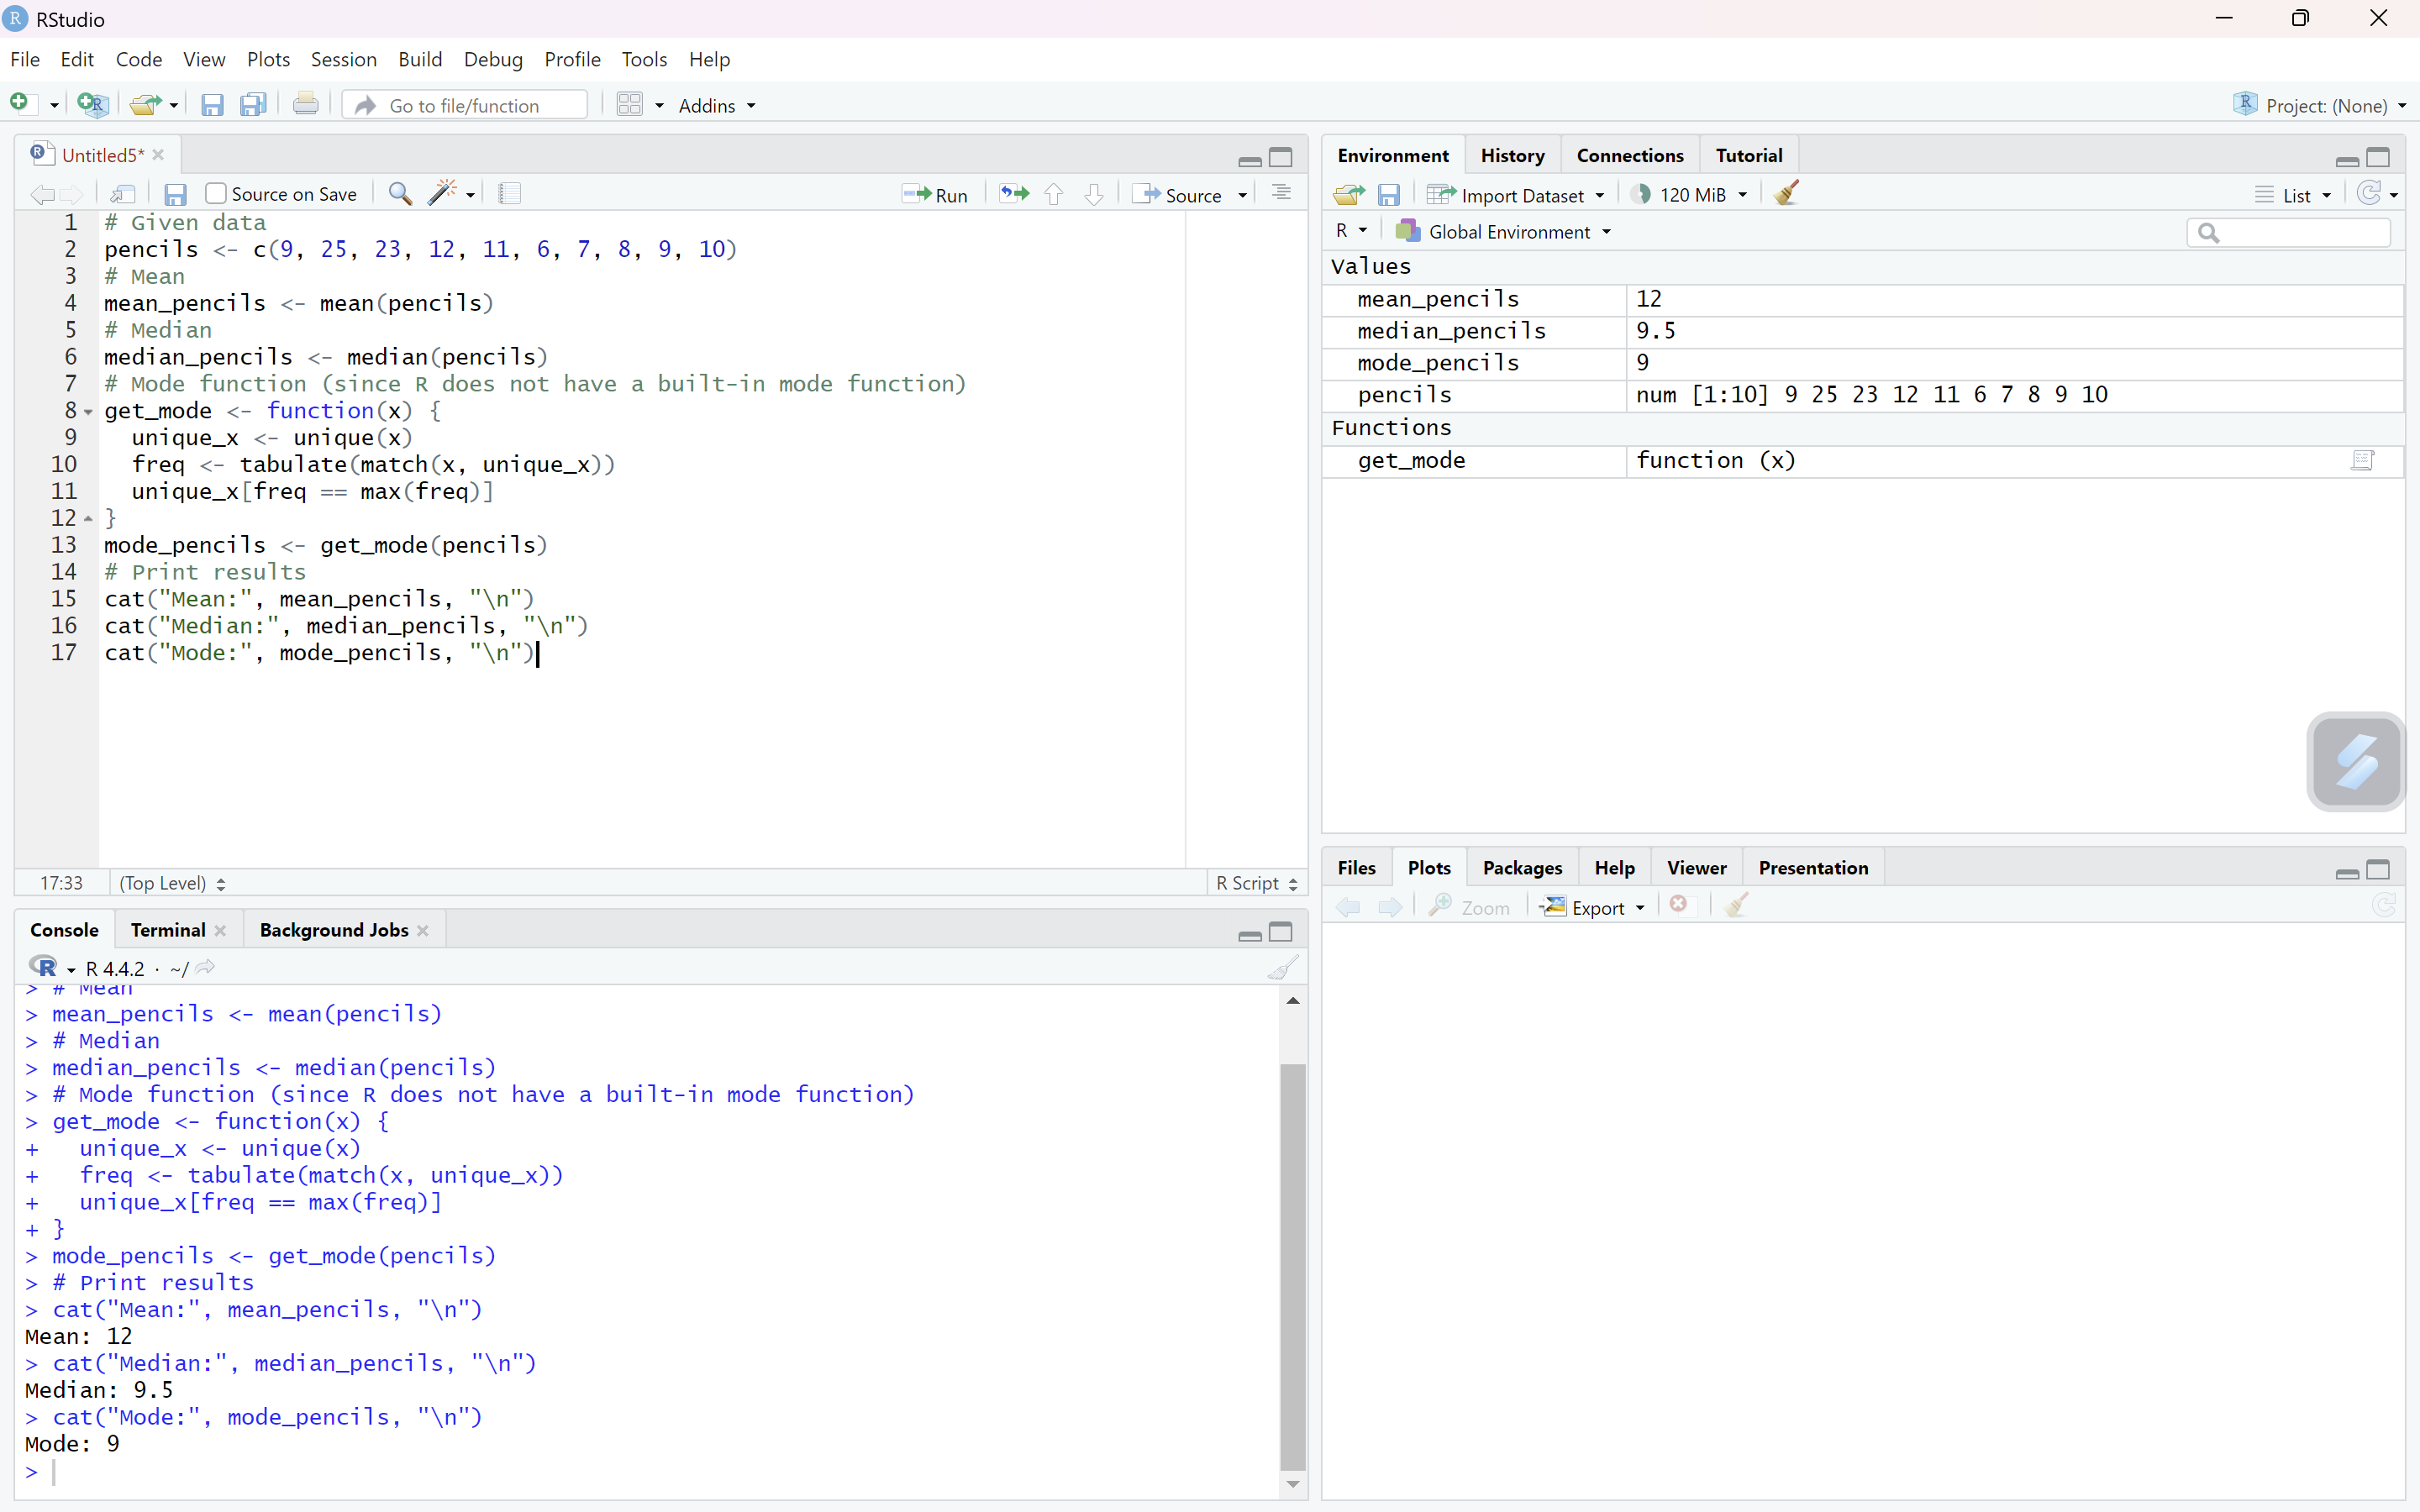 RStudio
File Edit Code View Plots Session Build Debug Profile Tools Help
Go to file/function Addins Project: (None)
Untitled5*
Source on Save Run Source
1 # Given data
2 pencils <- c(9, 25, 23, 12, 11, 6, 7, 8, 9, 10)
3 # Mean
4 mean_pencils <- mean(pencils)
5 # Median
6 median_pencils <- median(pencils)
7 # Mode function (since R does not have a built-in mode function)
8 get_mode <- function(x) {
9   unique_x <- unique(x)
10   freq <- tabulate(match(x, unique_x))
11   unique_x[freq == max(freq)]
12 }
13 mode_pencils <- get_mode(pencils)
14 # Print results
15 cat("Mean:", mean_pencils, "\n")
16 cat("Median:", median_pencils, "\n")
17 cat("Mode:", mode_pencils, "\n")
17:33 (Top Level) R Script
Console Terminal Background Jobs
R R 4.4.2 · ~/
> # Mean
> mean_pencils <- mean(pencils)
> # Median
> median_pencils <- median(pencils)
> # Mode function (since R does not have a built-in mode function)
> get_mode <- function(x) {
+   unique_x <- unique(x)
+   freq <- tabulate(match(x, unique_x))
+   unique_x[freq == max(freq)]
+ }
> mode_pencils <- get_mode(pencils)
> # Print results
> cat("Mean:", mean_pencils, "\n")
Mean: 12
> cat("Median:", median_pencils, "\n")
Median: 9.5
> cat("Mode:", mode_pencils, "\n")
Mode: 9
>
Environment History Connections Tutorial
Import Dataset 120 MiB List
R Global Environment
Values
mean_pencils 12
median_pencils 9.5
mode_pencils 9
pencils num [1:10] 9 25 23 12 11 6 7 8 9 10
Functions
get_mode function (x)
Files Plots Packages Help Viewer Presentation
Zoom Export